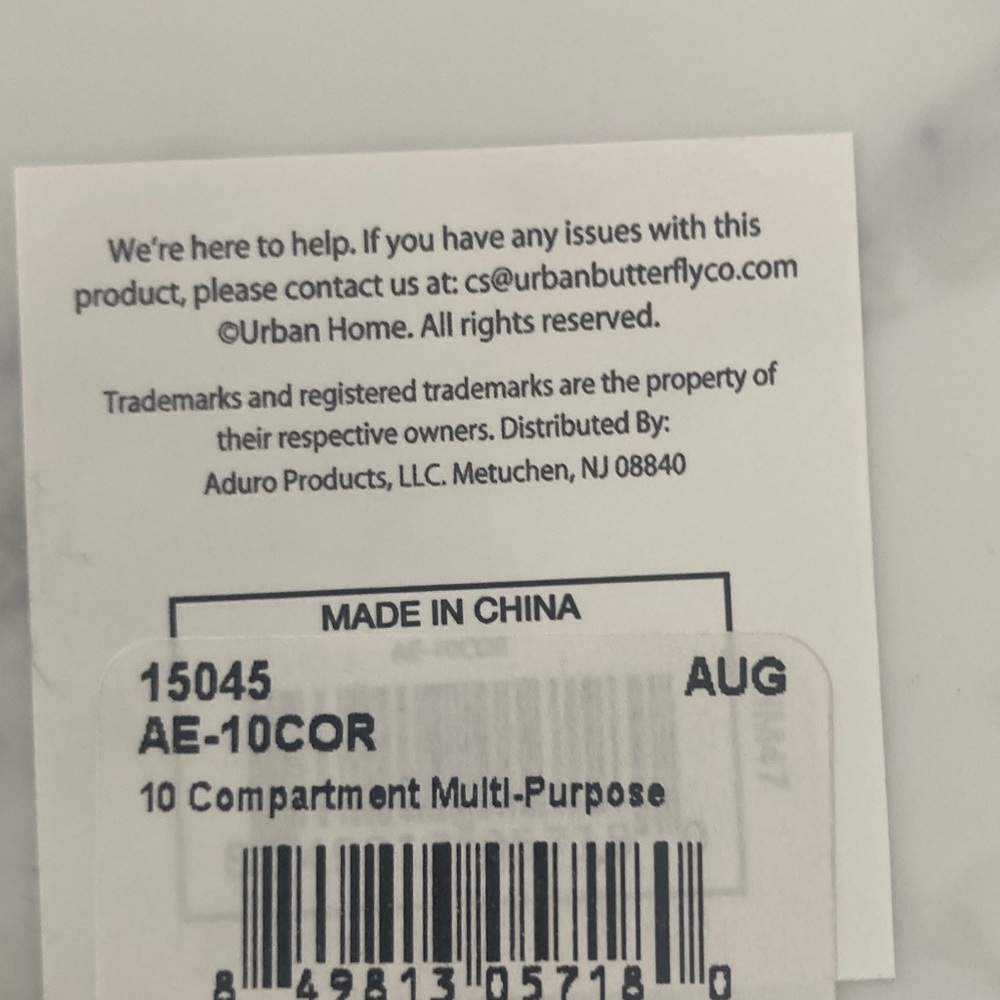 We're here to help. If you have any issues with this
product, please contact us at: cs@urbanbutterflyco.com
©Urban Home. All rights reserved.
Trademarks and registered trademarks are the property of
their respective owners. Distributed By:
Aduro Products, LLC. Metuchen, NJ 08840
MADE IN CHINA
AE-10COR
15045 AUG
AE-10COR
10 Compartment Multi-Purpose
8 49813 05718 0